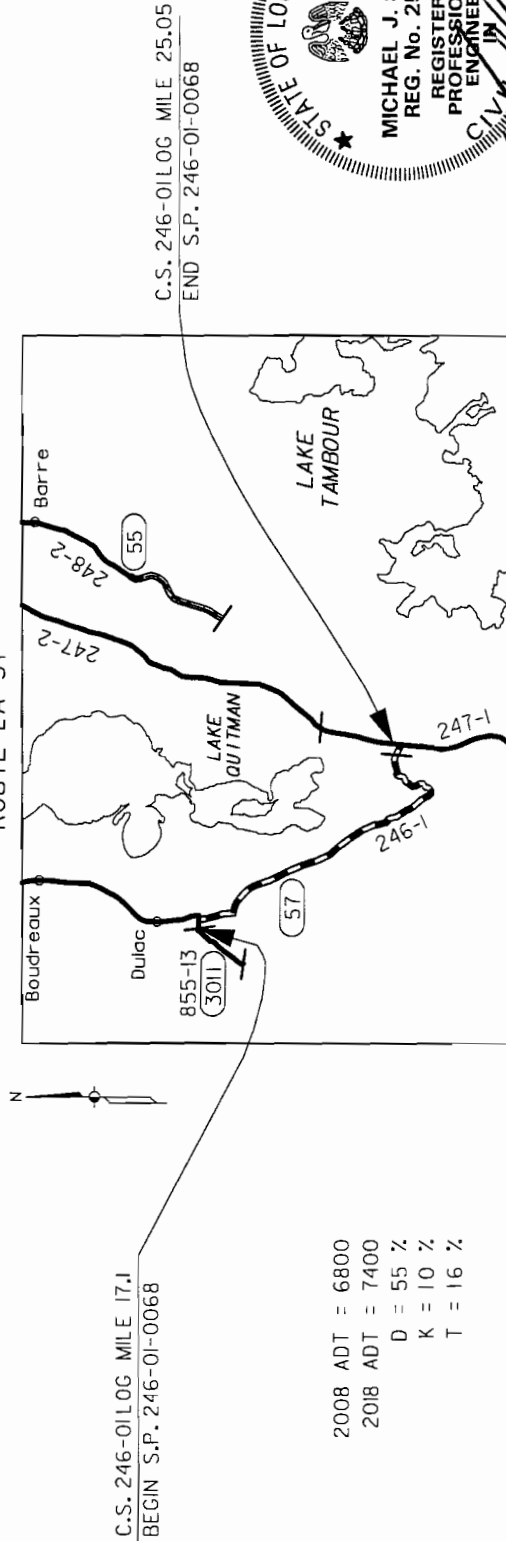 ROUTE LA 57
N
C.S. 246-01 LOG MILE 17.1
BEGIN S.P. 246-01-0068
C.S. 246-01 LOG MILE 25.05
END S.P. 246-01-0068
Boudreaux
Dulac
855-13
3011
57
246-1
247-1
247-2
248-2
55
Barre
LAKE
QUITMAN
LAKE
TAMBOUR
2008 ADT = 6800
2018 ADT = 7400
D = 55 %
K = 10 %
T = 16 %
STATE OF
MICHAEL J.
REG. No.
REGISTER
PROFESSIO
ENGINEE
IN
CIV